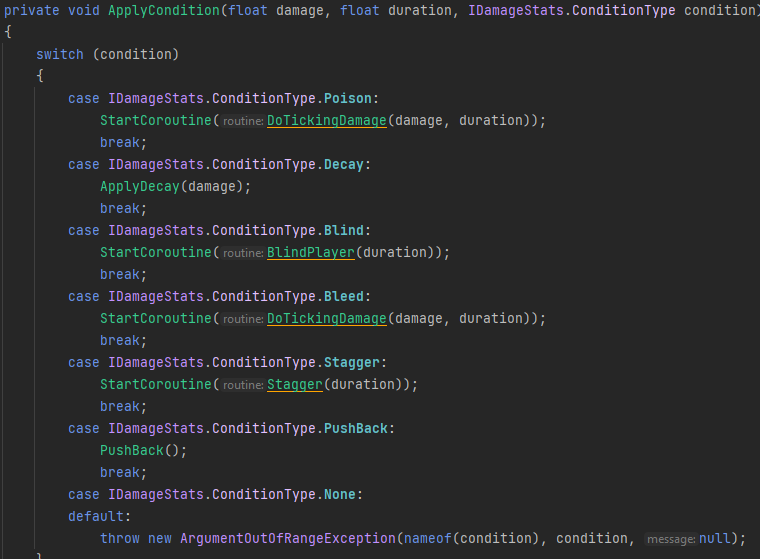 private void ApplyCondition(float damage, float duration, IDamageStats.ConditionType condition)
{
switch (condition)
{
case IDamageStats.ConditionType.Poison:
StartCoroutine( routine: DoTickingDamage(damage, duration));
break;
case IDamageStats.ConditionType.Decay:
ApplyDecay(damage);
break;
case IDamageStats.ConditionType.Blind:
StartCoroutine( routine: BlindPlayer(duration));
break;
case IDamageStats.ConditionType.Bleed:
StartCoroutine( routine: DoTickingDamage(damage, duration));
break;
case IDamageStats.ConditionType.Stagger:
StartCoroutine( routine: Stagger(duration));
break;
case IDamageStats.ConditionType.PushBack:
PushBack();
break;
case IDamageStats.ConditionType.None:
default:
throw new ArgumentOutOfRangeException(nameof(condition), condition, message: null);
}